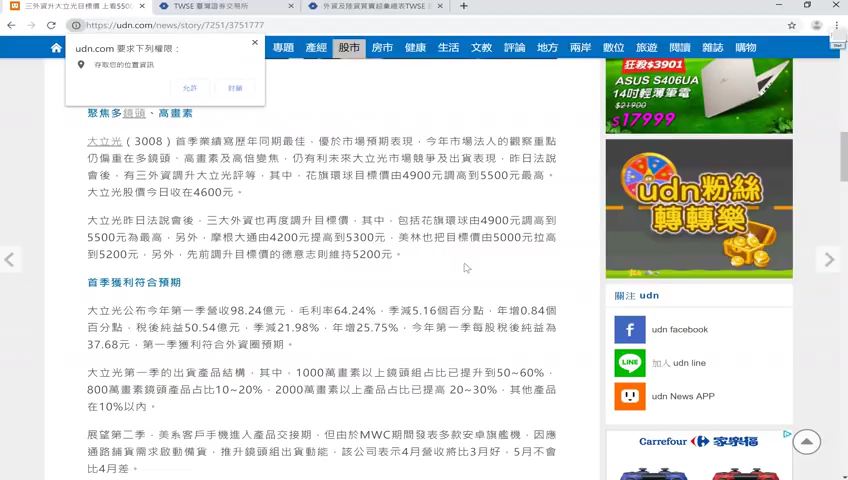 三外資升大立光目標價 上看550
TWSE 臺灣證券交易所
外資及陸資買賣超彙總表TWSE
https://udn.com/news/story/7251/3751777
專題 產經 股市 房市 健康 生活 文教 評論 地方 兩岸 數位 旅遊 閱讀 雜誌 購物
udn.com 要求下列權限：
存取您的位置資訊
允許 封鎖
聚焦多鏡頭、高畫素
大立光（3008）首季業績寫歷年同期最佳，優於市場預期表現，今年市場法人的觀察重點
仍偏重在多鏡頭、高畫素及高倍變焦，仍有利未來大立光市場競爭及出貨表現，昨日法說
會後，有三外資調升大立光評等，其中，花旗環球目標價由4900元調高到5500元最高。
大立光股價今日收在4600元。
大立光昨日法說會後，三大外資也再度調升目標價，其中，包括花旗環球由4900元調高到
5500元為最高，另外，摩根大通由4200元提高到5300元，美林也把目標價由5000元拉高
到5200元，另外，先前調升目標價的德意志則維持5200元。
首季獲利符合預期
大立光公布今年第一季營收98.24億元，毛利率64.24%，季減5.16個百分點，年增0.84個
百分點，稅後純益50.54億元，季減21.98%，年增25.75%，今年第一季每股稅後純益為
37.68元，第一季獲利符合外資圈預期。
大立光第一季的出貨產品結構，其中，1000萬畫素以上鏡頭組占比已提升到50~60%，
800萬畫素鏡頭產品占比10~20%，2000萬畫素以上產品占比已提高 20~30%，其他產品
在10%以內。
展望第二季，美系客戶手機進入產品交接期，但由於MWC期間發表多款安卓旗艦機，因應
通路鋪貨需求啟動備貨，推升鏡頭組出貨動能，該公司表示4月營收將比3月好，5月不會
比4月差。
狂殺$3901
ASUS S406UA
14吋輕薄筆電
$21900
$17999
udn粉絲
轉轉樂
關注 udn
udn facebook
LINE
加入 udn line
udn News APP
Carrefour 家樂福